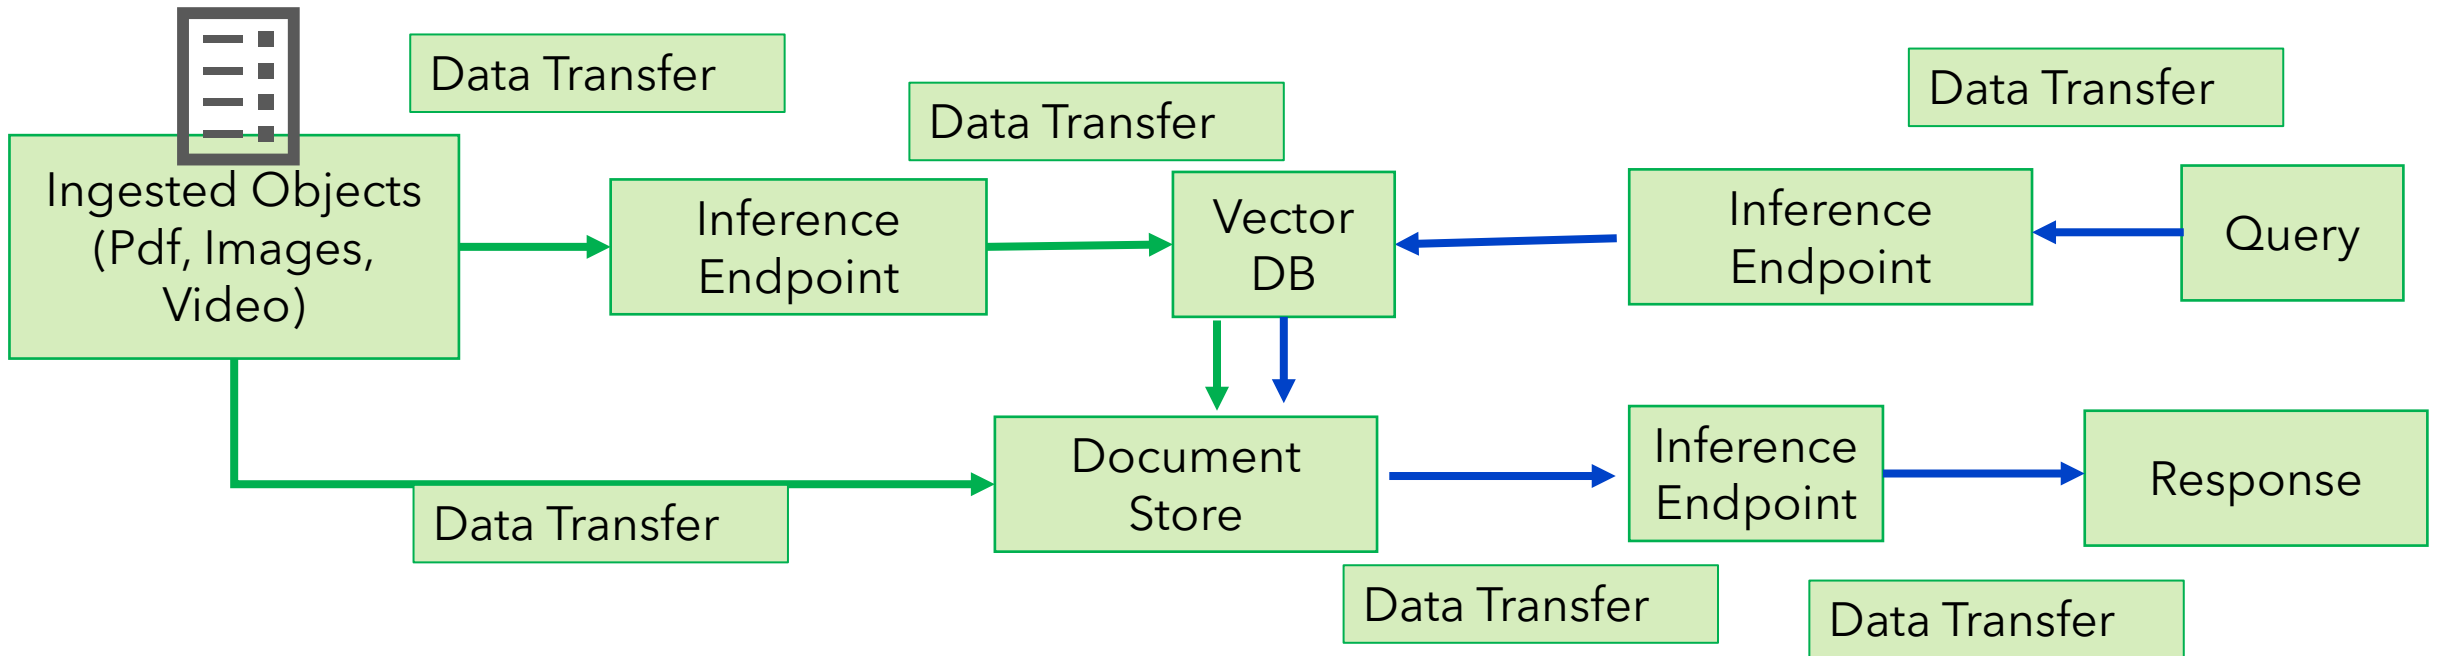 Data Transfer
Data Transfer
Data Transfer
Ingested Objects
(Pdf, Images,
Video)
Inference
Endpoint
Vector
DB
Inference
Endpoint
Query
Document
Store
Inference
Endpoint
Response
Data Transfer
Data Transfer
Data Transfer